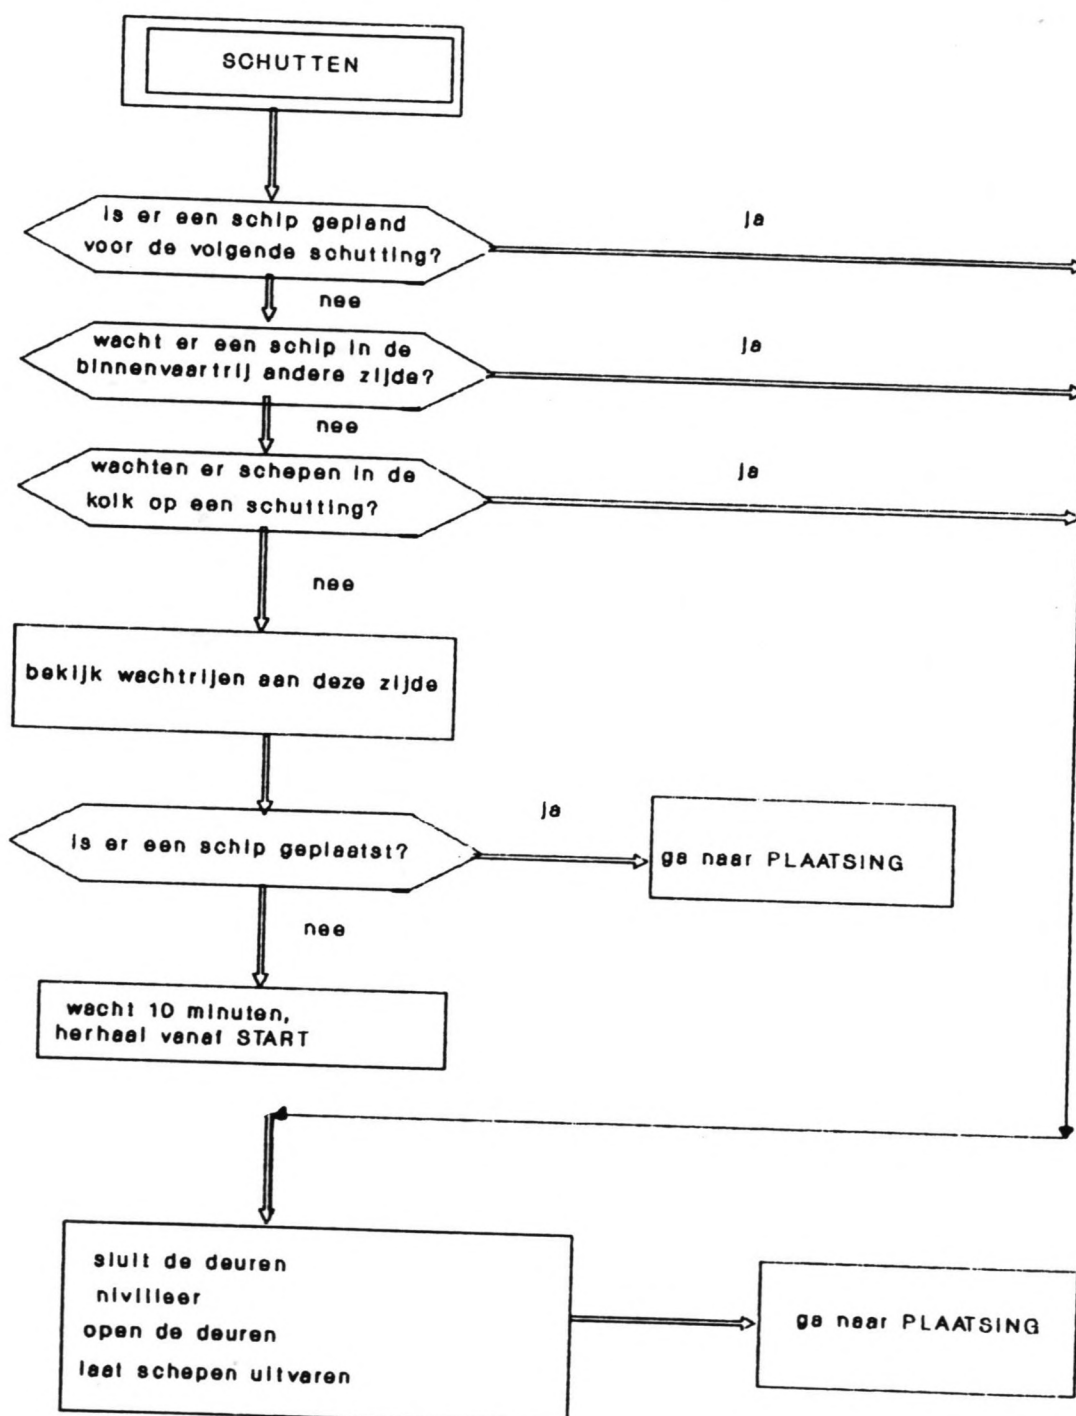 SCHUTTEN
is er een schip gepland
voor de volgende schutting?
ja
nee
wacht er een schip in de
binnenvaartrij andere zijde?
ja
nee
wachten er schepen in de
kolk op een schutting?
ja
nee
bekijk wachtrijen aan deze zijde
is er een schip geplaatst?
ja
ga naar PLAATSING
nee
wacht 10 minuten,
herhaal vanaf START
sluit de deuren
nivilleer
open de deuren
laat schepen uitvaren
ga naar PLAATSING